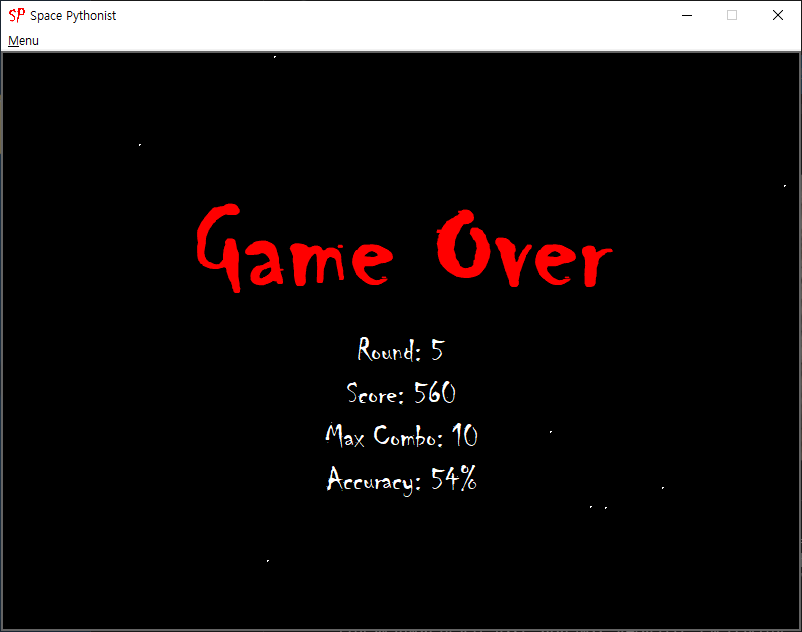 SP Space Pythonist
Menu
Game Over
Round: 5
Score: 560
Max Combo: 10
Accuracy: 54%